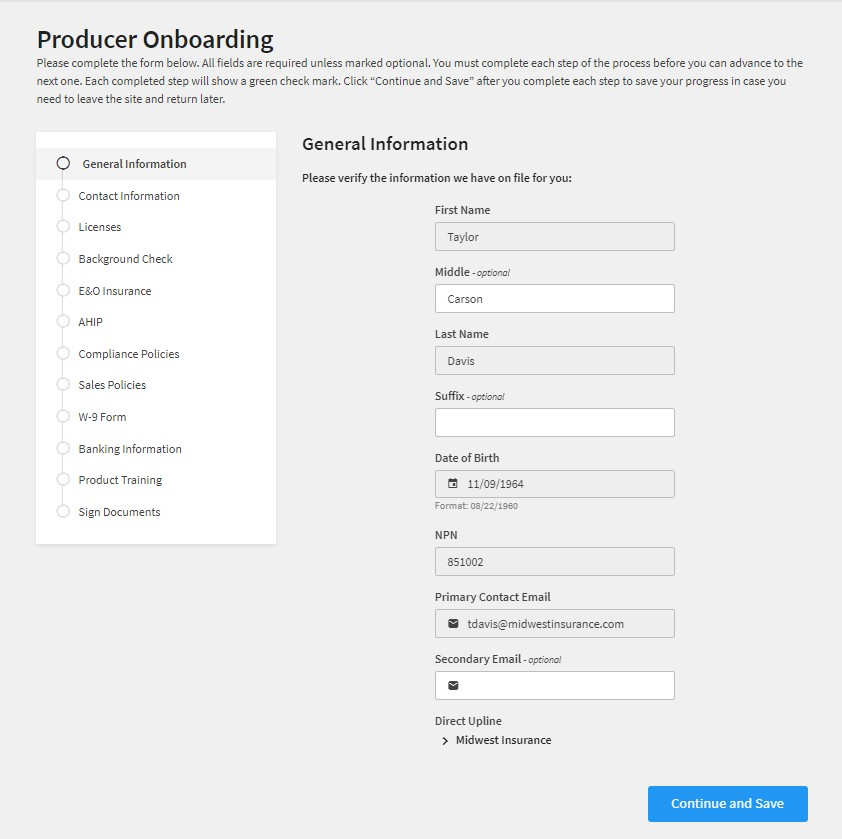 Producer Onboarding
Please complete the form below. All fields are required unless marked optional. You must complete each step of the process before you can advance to the
next one. Each completed step will show a green check mark. Click “Continue and Save” after you complete each step to save your progress in case you
need to leave the site and return later.
General Information
Contact Information
Licenses
Background Check
E&O Insurance
AHIP
Compliance Policies
Sales Policies
W-9 Form
Banking Information
Product Training
Sign Documents
General Information
Please verify the information we have on file for you:
First Name
Taylor
Middle - optional
Carson
Last Name
Davis
Suffix - optional
Date of Birth
11/09/1964
Format: 08/22/1960
NPN
851002
Primary Contact Email
tdavis@midwestinsurance.com
Secondary Email - optional
Direct Upline
Midwest Insurance
Continue and Save